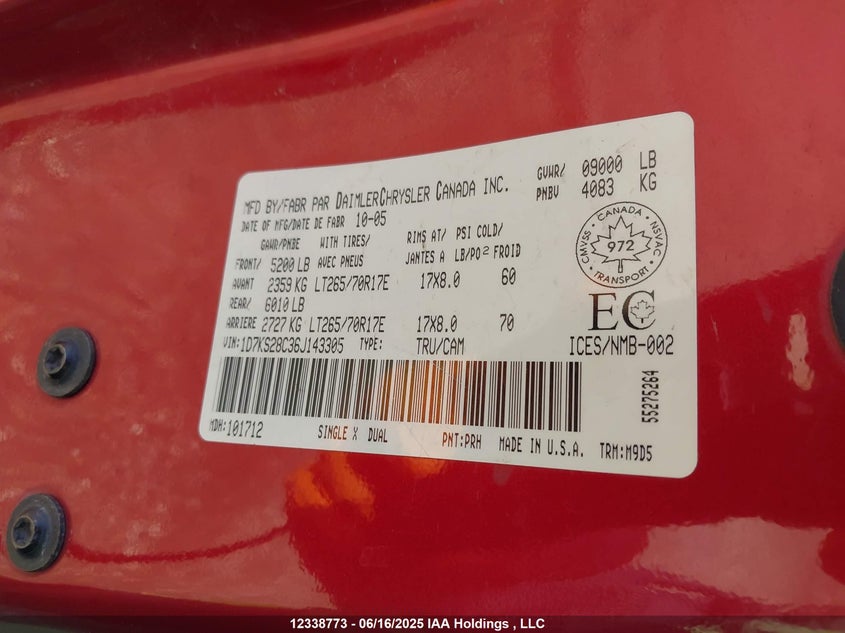 MFD BY/FABR PAR DAIMLERCHRYSLER CANADA INC.
GVWR/ 09000 LB
PNBV 4083 KG
DATE OF MFG/DATE DE FABR 10-05
GAWR/PNBE WITH TIRES/ RIMS AT/ PSI COLD/
FRONT/ 5200 LB AVEC PNEUS JANTES A LB/PO² FROID
AVANT 2359 KG LT265/70R17E 17X8.0 60
REAR/ 6010 LB
ARRIERE 2727 KG LT265/70R17E 17X8.0 70
CANADA
CMVSS NSVAC
972
TRANSPORT
EC
ICES/NMB-002
VIN:1D7KS28C36J143305 TYPE: TRU/CAM
55275264
MDH:101712 SINGLE X DUAL PNT:PRH MADE IN U.S.A. TRM:M9D5
12338773 - 06/16/2025 IAA Holdings , LLC